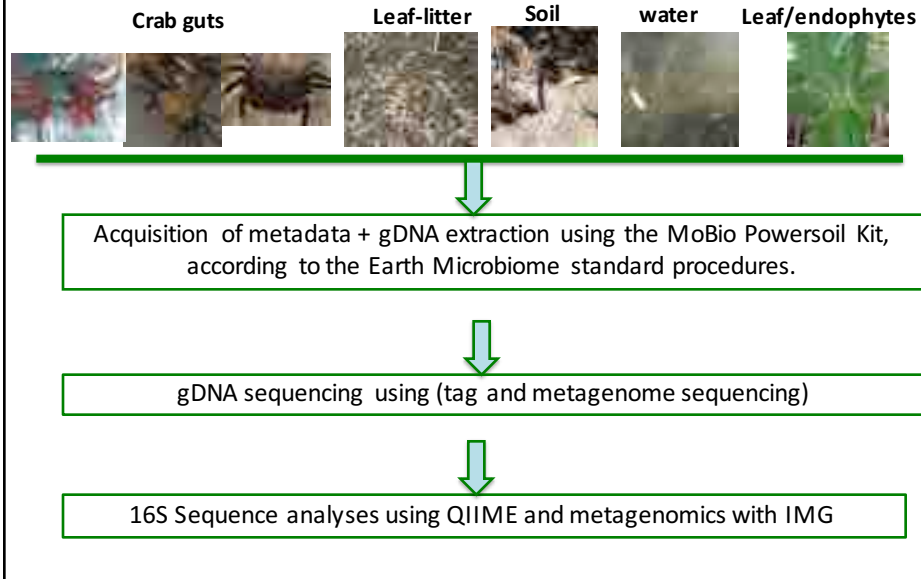 Crab guts
Leaf-litter
Soil
water
Leaf/endophytes
Acquisition of metadata + gDNA extraction using the MoBio Powersoil Kit,
according to the Earth Microbiome standard procedures.
gDNA sequencing using (tag and metagenome sequencing)
16S Sequence analyses using QIIME and metagenomics with IMG